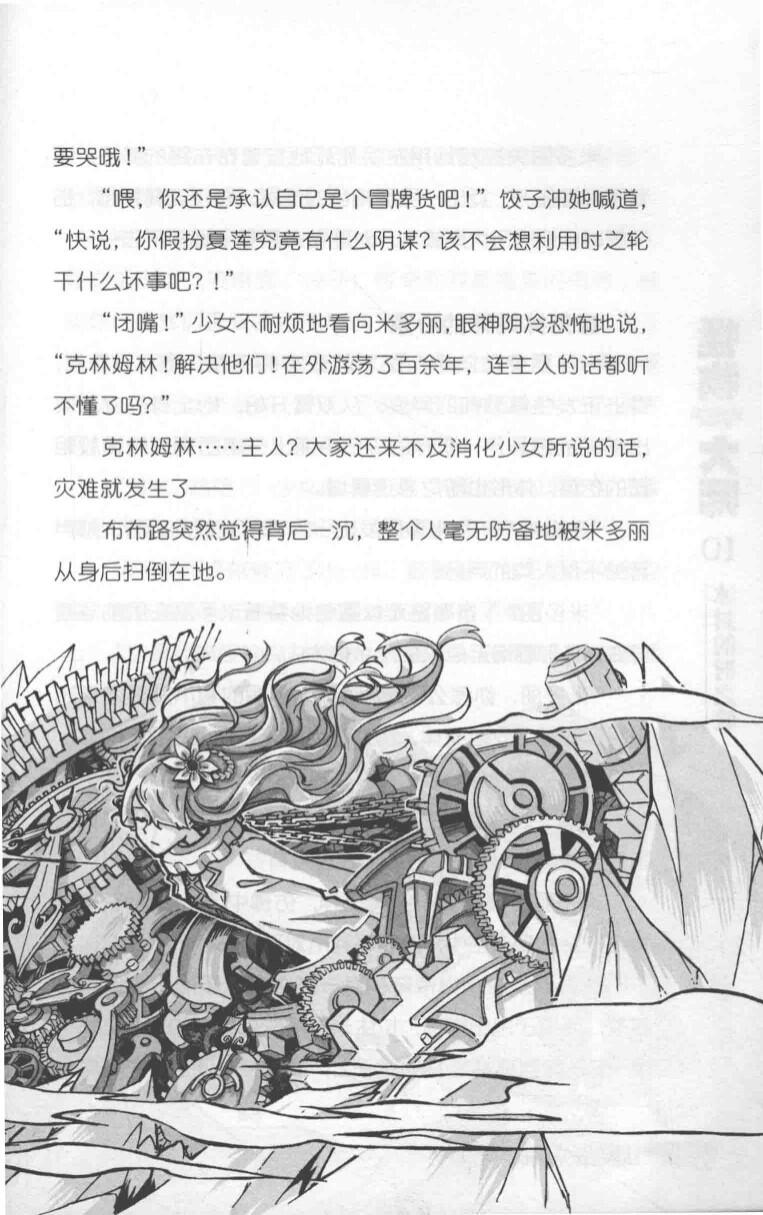 要哭哦！”
“喂，你还是承认自己是个冒牌货吧！”饺子冲她喊道，
“快说，你假扮夏莲究竟有什么阴谋？该不会想利用时之轮
干什么坏事吧？！”
“闭嘴！”少女不耐烦地看向米多丽，眼神阴冷恐怖地说，
“克林姆林！解决他们！在外游荡了百余年，连主人的话都听
不懂了吗？”
克林姆林……主人？大家还来不及消化少女所说的话，
灾难就发生了——
布布路突然觉得背后一沉，整个人毫无防备地被米多丽
从身后扫倒在地。